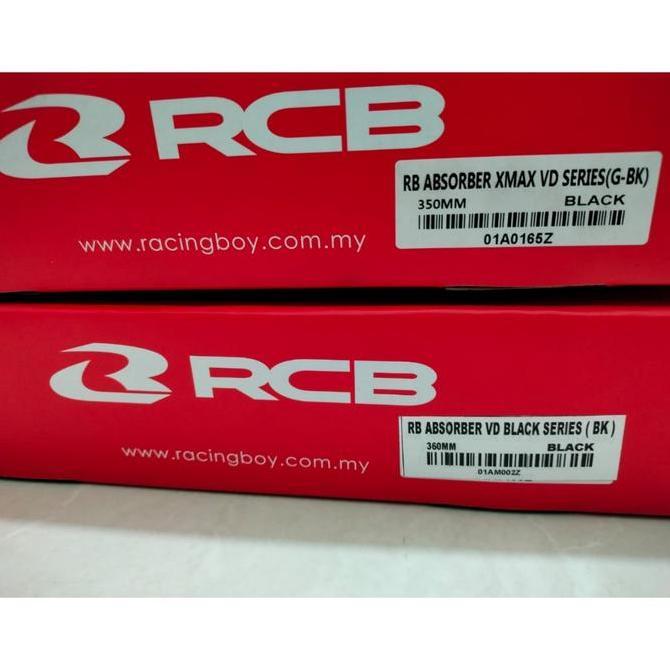 RCB
RB ABSORBER XMAX VD SERIES(G-BK)
350MM BLACK
01A0165Z
www.racingboy.com.my
RCB
RB ABSORBER VD BLACK SERIES ( BK )
360MM BLACK
01AM002Z
www.racingboy.com.my